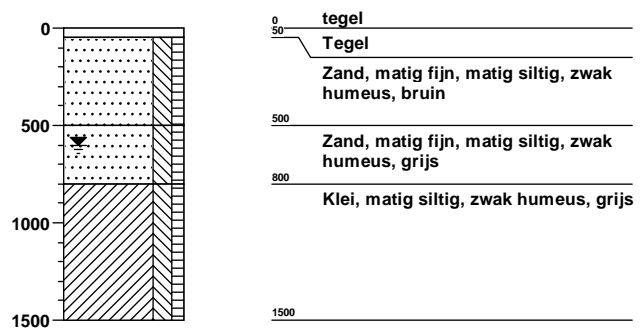 0
500
1000
1500
0 tegel
50
Tegel
Zand, matig fijn, matig siltig, zwak
humeus, bruin
500
Zand, matig fijn, matig siltig, zwak
humeus, grijs
800
Klei, matig siltig, zwak humeus, grijs
1500